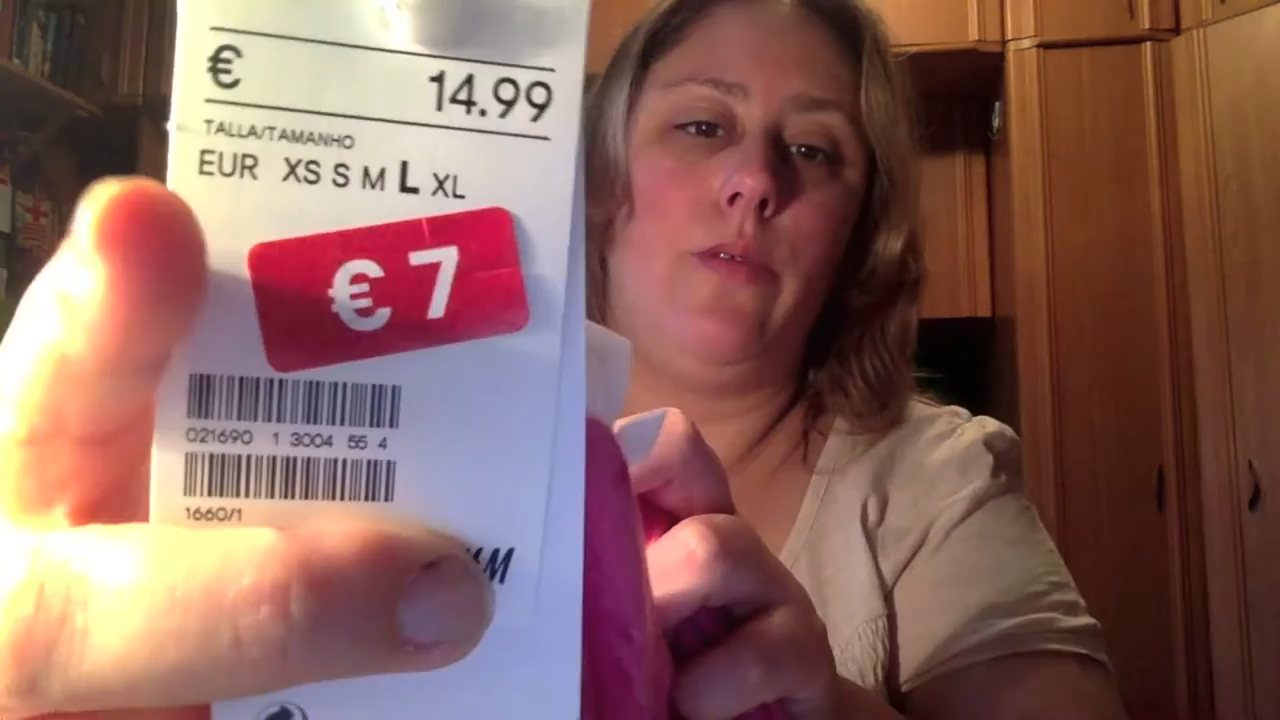 € 14.99
TALLA/TAMANHO
EUR XS S M L XL
€ 7
021690 1 3004 55 4
1660/1